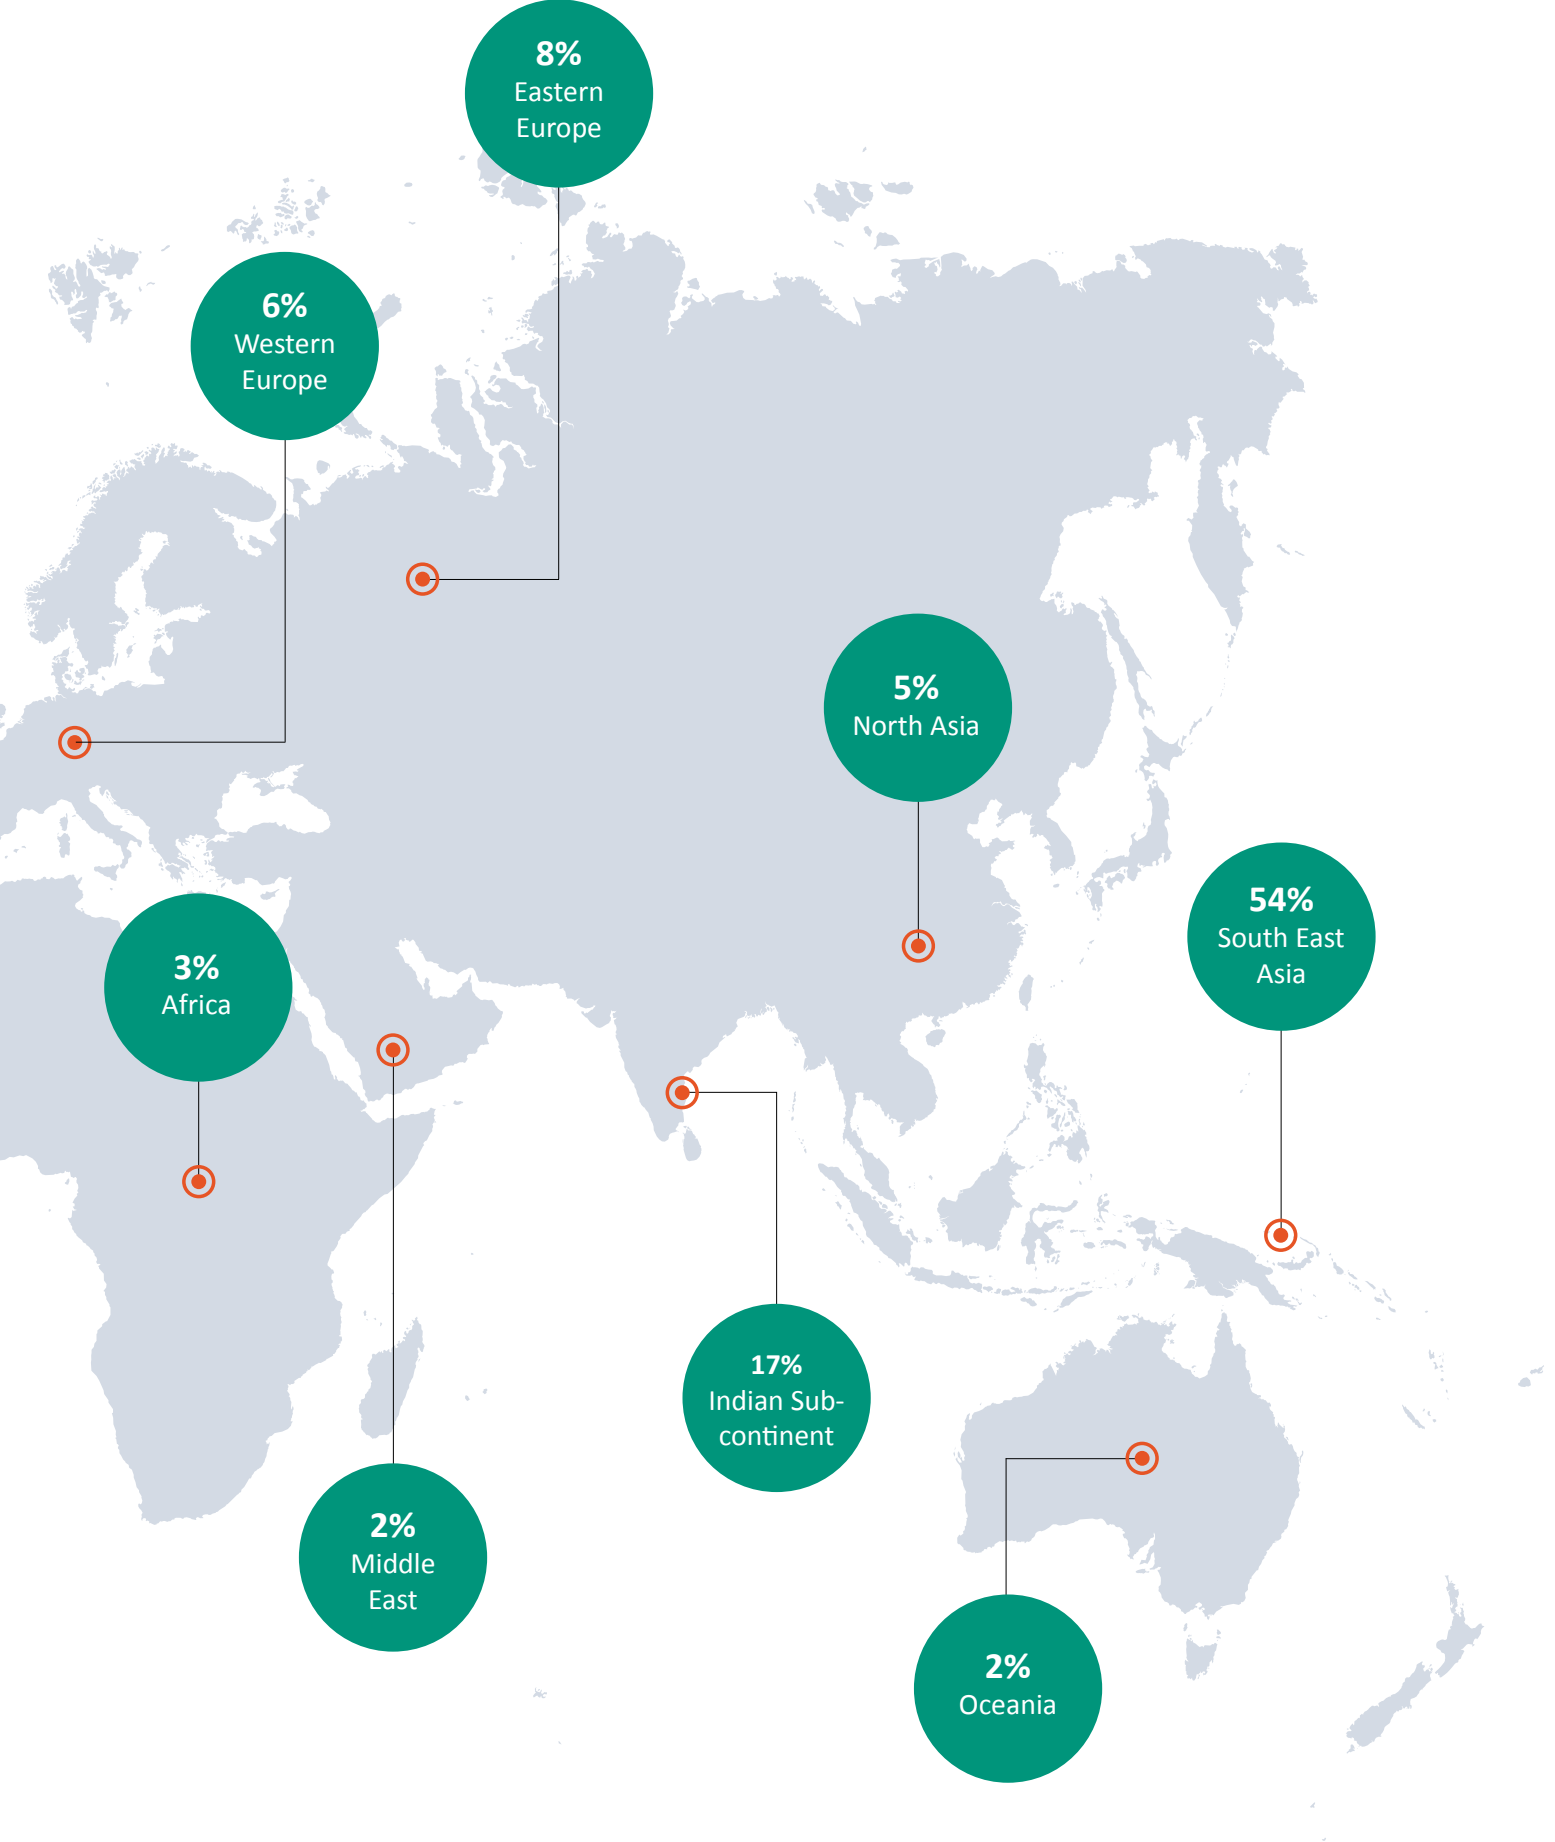 8%
Eastern
Europe
6%
Western
Europe
5%
North Asia
54%
South East
Asia
3%
Africa
17%
Indian Sub-
continent
2%
Middle
East
2%
Oceania